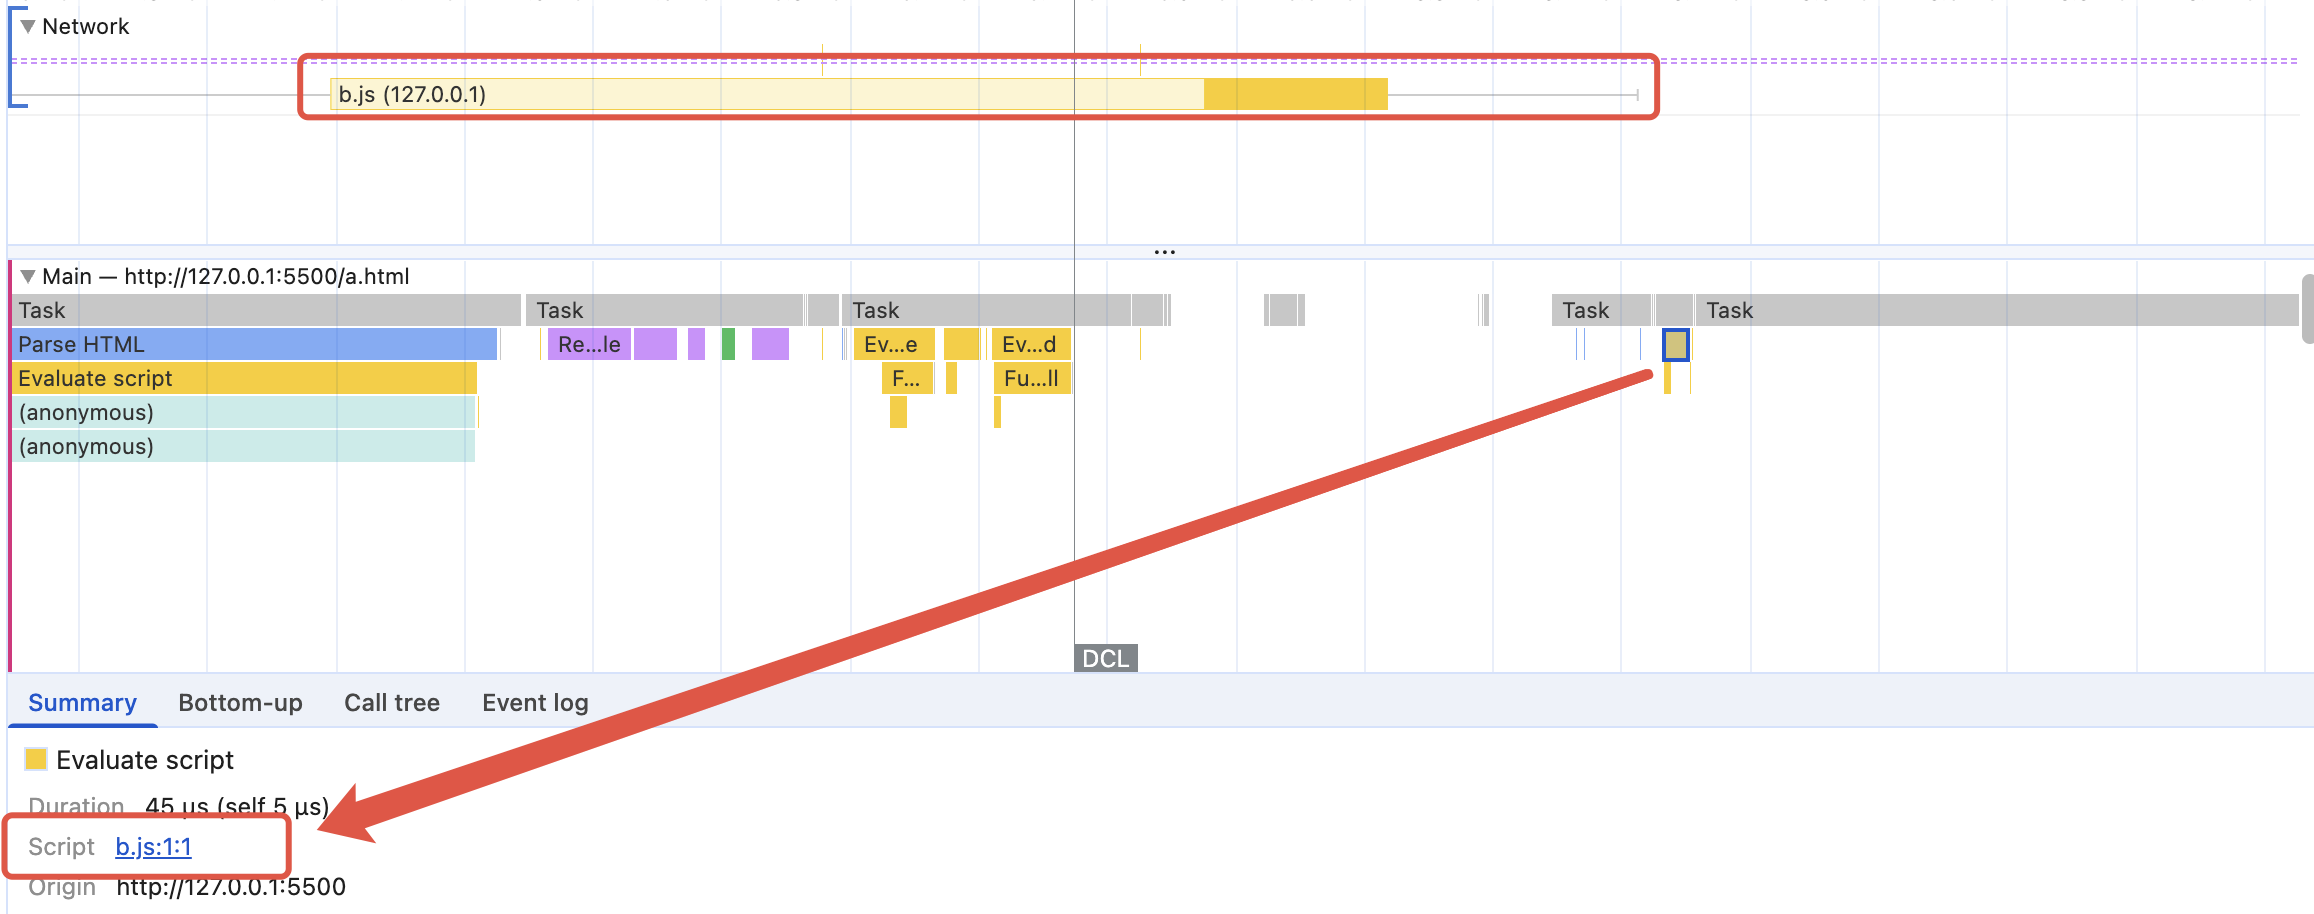 Network
b.js (127.0.0.1)
...
Main — http://127.0.0.1:5500/a.html
Task Task Task Task Task
Parse HTML Re...le Ev...e Ev...d
Evaluate script F... Fu...ll
(anonymous)
(anonymous)
DCL
Summary Bottom-up Call tree Event log
Evaluate script
Duration 45 μs (self 5 μs)
Script b.js:1:1
Origin http://127.0.0.1:5500